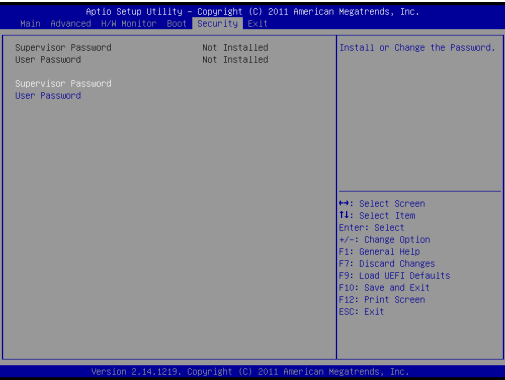 Aptio Setup Utility – Copyright (C) 2011 American Megatrends, Inc.
Main Advanced H/W Monitor Boot Security Exit
Supervisor Password Not Installed
User Password Not Installed
Supervisor Password
User Password
Install or Change the Password.
↔: Select Screen
↑↓: Select Item
Enter: Select
+/-: Change Option
F1: General Help
F7: Discard Changes
F9: Load UEFI Defaults
F10: Save and Exit
F12: Print Screen
ESC: Exit
Version 2.14.1219. Copyright (C) 2011 American Megatrends, Inc.